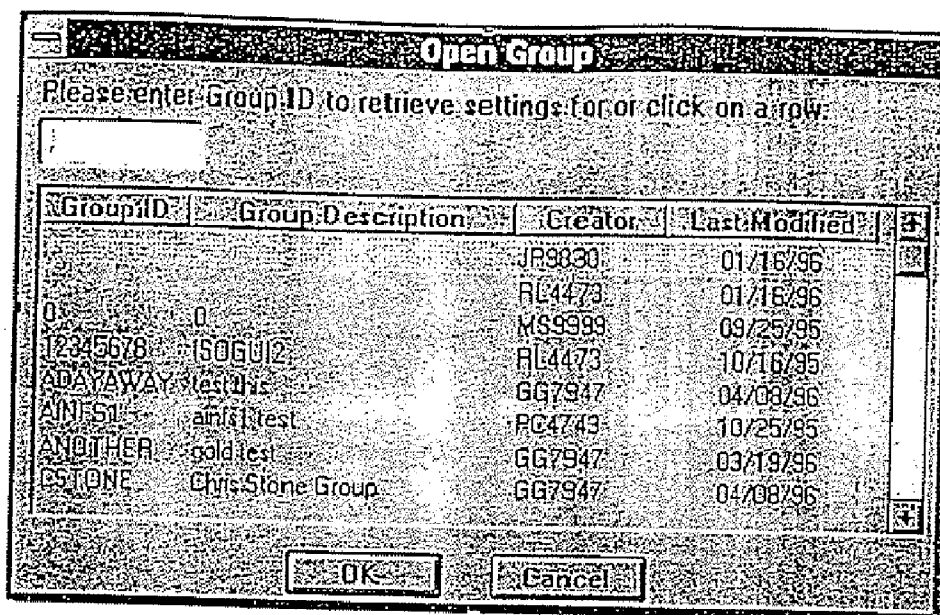 Open Group
Please enter Group ID to retrieve settings for or click on a row:
Group ID Group Description Creator Last Modified
JR9830 01/16/96
RL4473 01/16/96
0 0 MS9999 09/25/95
12345678 ISOGUI2 RL4473 10/16/95
ADAYAWAY test this GG7947 04/08/96
AINFS1 ainfs1 test PC4743 10/25/95
ANOTHER gold test GG7947 03/19/96
CSTONE Chris Stone Group GG7947 04/08/96
OK Cancel